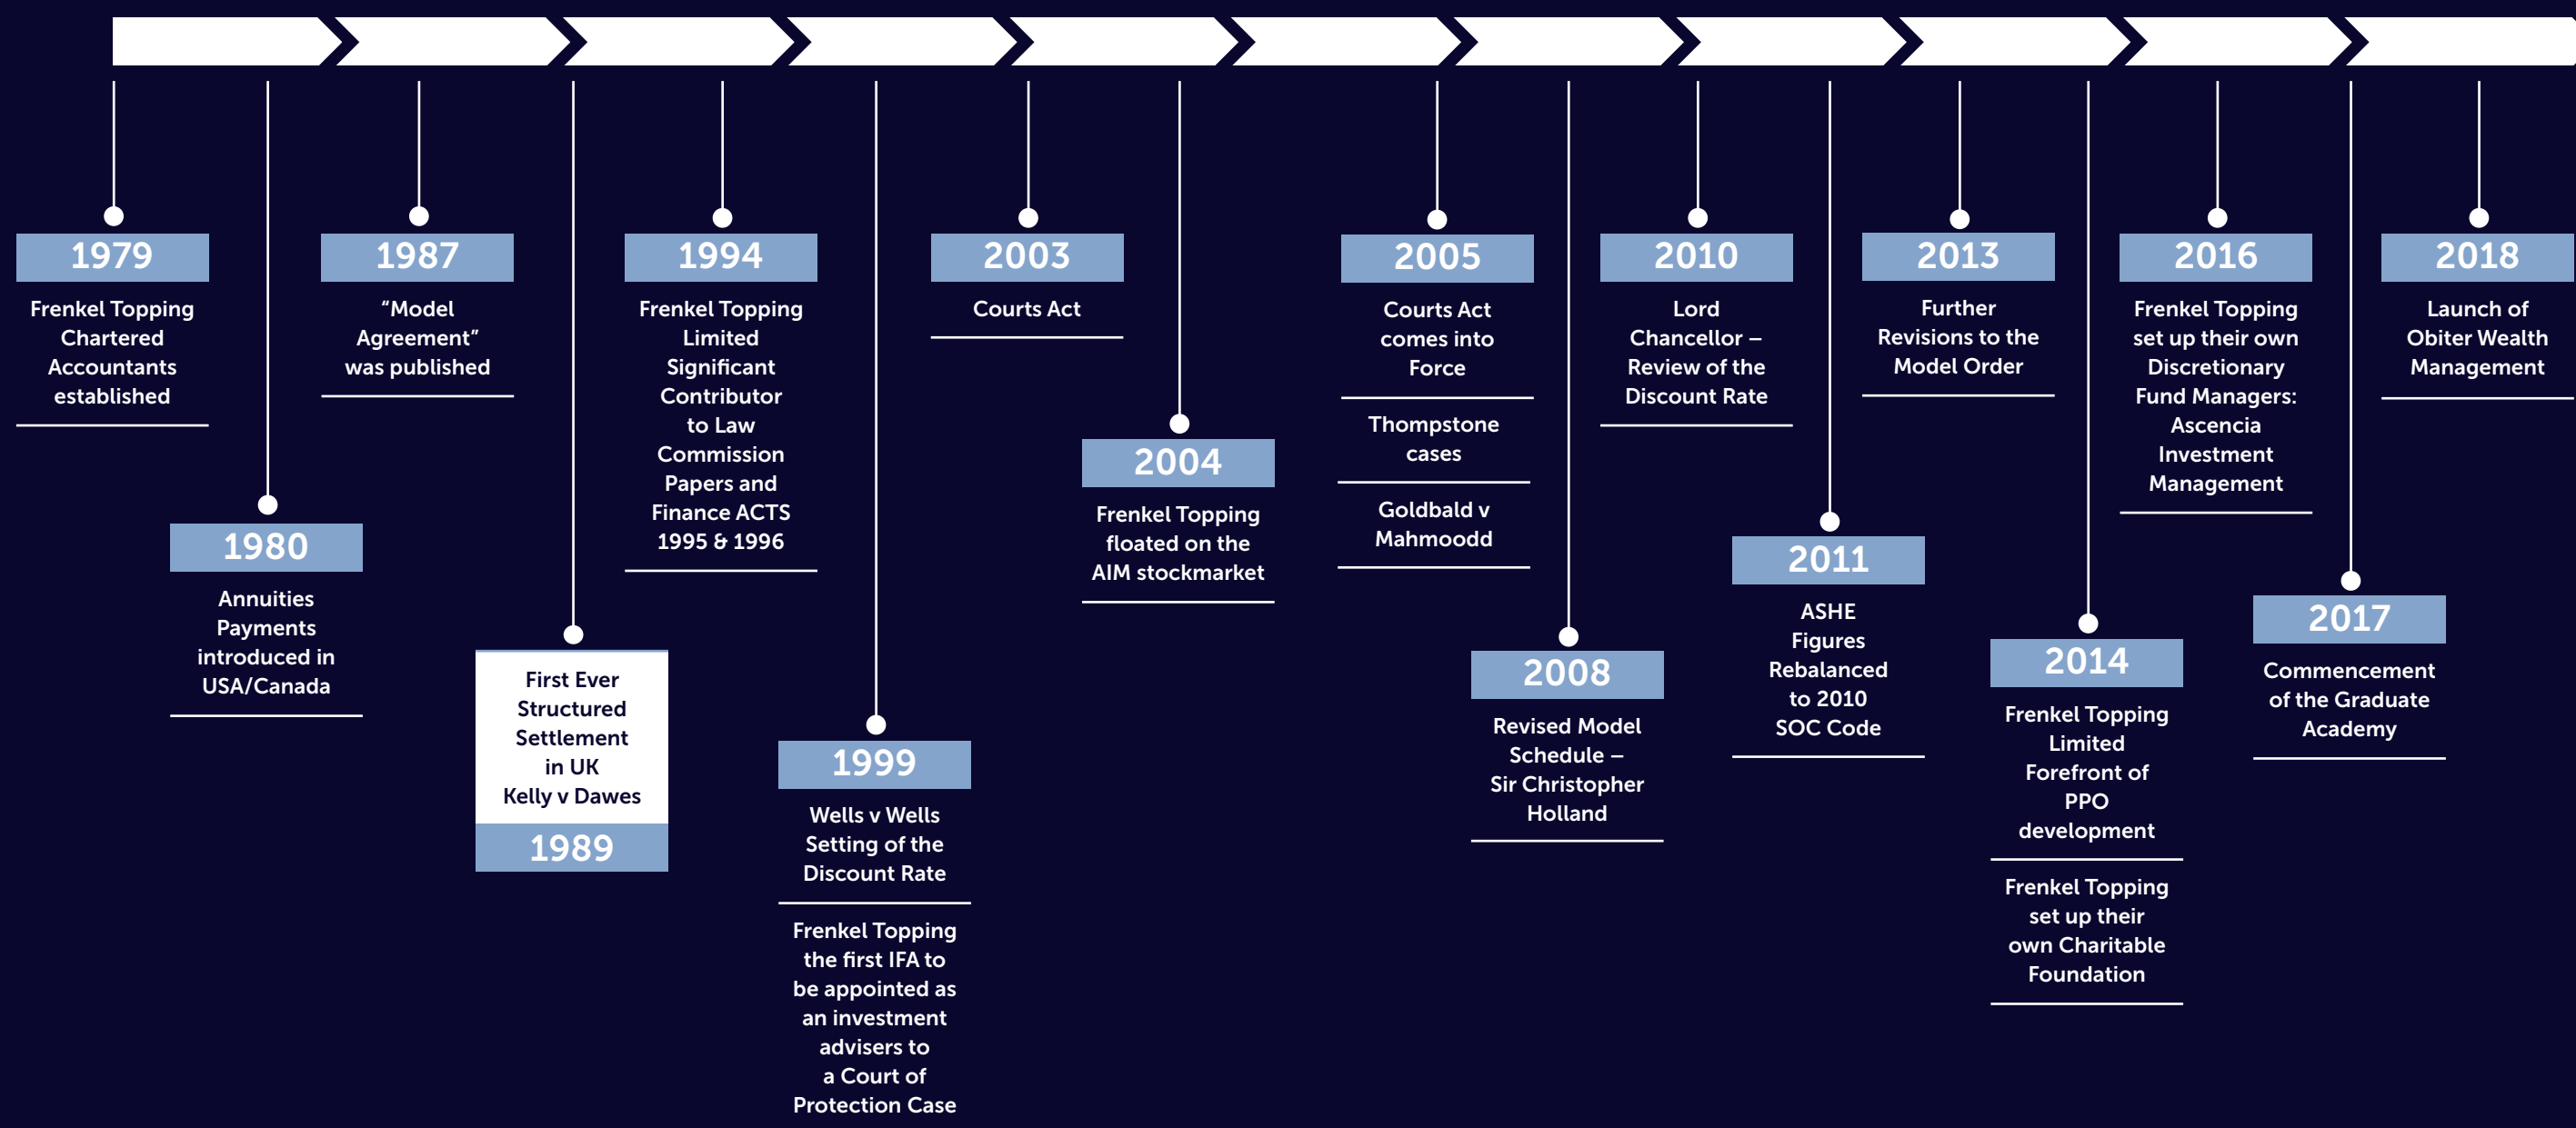 1979
Frenkel Topping
Chartered
Accountants
established
1980
Annuities
Payments
introduced in
USA/Canada
1987
“Model
Agreement”
was published
First Ever
Structured
Settlement
in UK
Kelly v Dawes
1989
1994
Frenkel Topping
Limited
Significant
Contributor
to Law
Commission
Papers and
Finance ACTS
1995 & 1996
1999
Wells v Wells
Setting of the
Discount Rate
Frenkel Topping
the first IFA to
be appointed as
an investment
advisers to
a Court of
Protection Case
2003
Courts Act
2004
Frenkel Topping
floated on the
AIM stockmarket
2005
Courts Act
comes into
Force
Thompstone
cases
Goldbald v
Mahmoodd
2008
Revised Model
Schedule –
Sir Christopher
Holland
2010
Lord
Chancellor –
Review of the
Discount Rate
2011
ASHE
Figures
Rebalanced
to 2010
SOC Code
2013
Further
Revisions to the
Model Order
2014
Frenkel Topping
Limited
Forefront of
PPO
development
Frenkel Topping
set up their
own Charitable
Foundation
2016
Frenkel Topping
set up their own
Discretionary
Fund Managers:
Ascencia
Investment
Management
2017
Commencement
of the Graduate
Academy
2018
Launch of
Obiter Wealth
Management